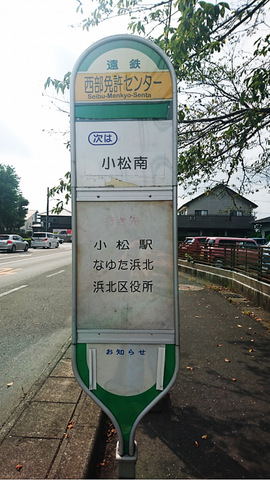 遠鉄
西部免許センター
Seibu-Menkyo-Senta
次は
小松南
小松駅
なゆた浜北
浜北区役所
お知らせ